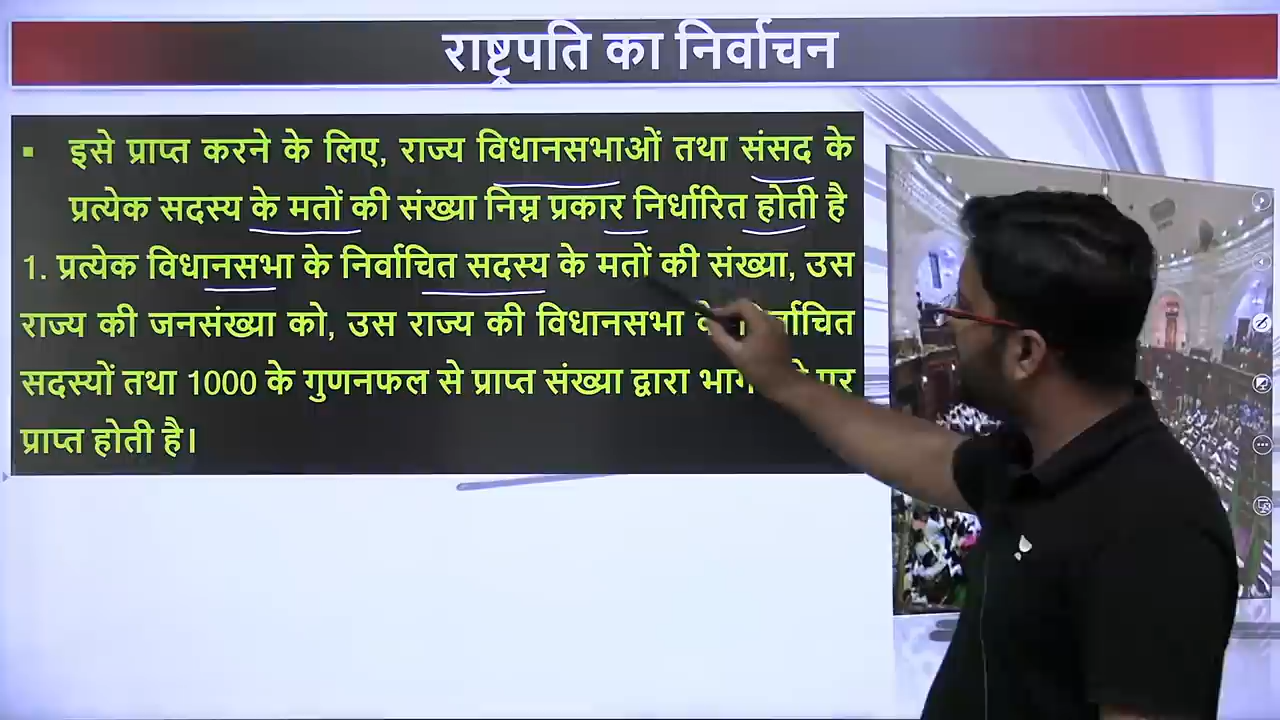 राष्ट्रपति का निर्वाचन
▪ इसे प्राप्त करने के लिए, राज्य विधानसभाओं तथा संसद के
प्रत्येक सदस्य के मतों की संख्या निम्न प्रकार निर्धारित होती है
1. प्रत्येक विधानसभा के निर्वाचित सदस्य के मतों की संख्या, उस
राज्य की जनसंख्या को, उस राज्य की विधानसभा
सदस्यों तथा 1000 के गुणनफल से प्राप्त संख्या द्वारा पर
प्राप्त होती है।